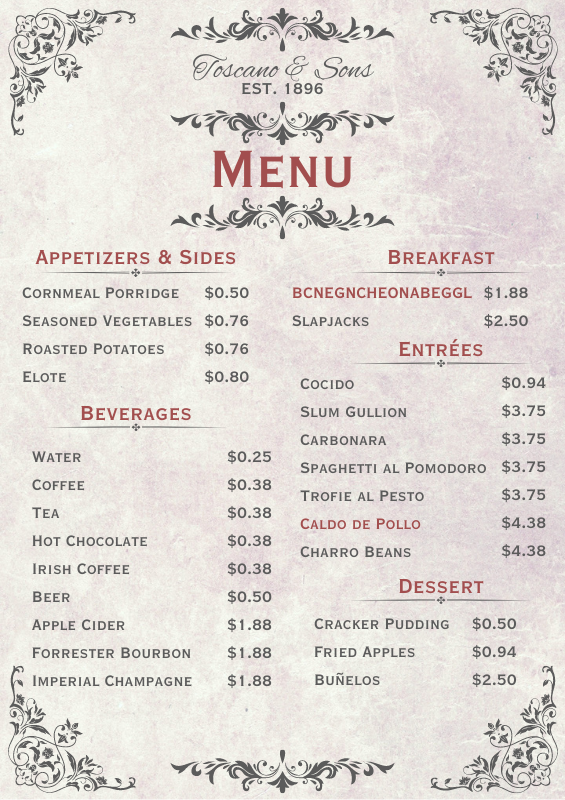 Toscano & Sons
EST. 1896
MENU
APPETIZERS & SIDES
CORNMEAL PORRIDGE $0.50
SEASONED VEGETABLES $0.76
ROASTED POTATOES $0.76
ELOTE $0.80
BEVERAGES
WATER $0.25
COFFEE $0.38
TEA $0.38
HOT CHOCOLATE $0.38
IRISH COFFEE $0.38
BEER $0.50
APPLE CIDER $1.88
FORRESTER BOURBON $1.88
IMPERIAL CHAMPAGNE $1.88
BREAKFAST
BCNEGNCHEONABEGGL $1.88
SLAPJACKS $2.50
ENTRÉES
COCIDO $0.94
SLUM GULLION $3.75
CARBONARA $3.75
SPAGHETTI AL POMODORO $3.75
TROFIE AL PESTO $3.75
CALDO DE POLLO $4.38
CHARRO BEANS $4.38
DESSERT
CRACKER PUDDING $0.50
FRIED APPLES $0.94
BUÑELOS $2.50